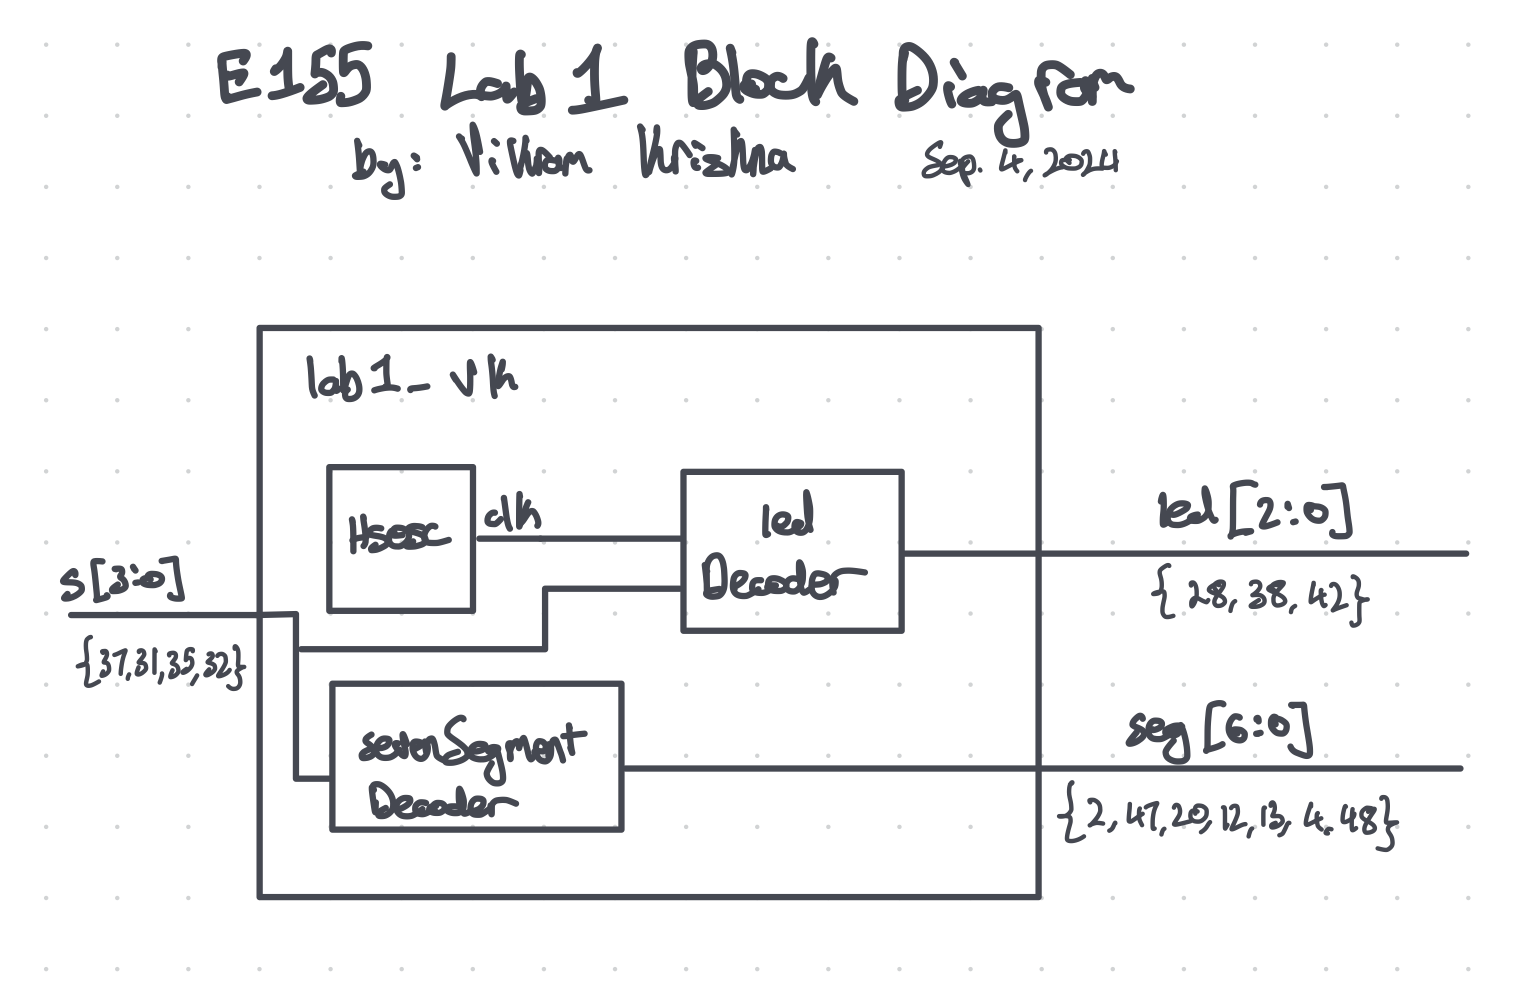 E155 Lab 1 Block Diagram
by: Vikram Krishna Sep. 4, 2024
lab1_vk
Hsosc
clk
led
Decoder
led [2:0]
{28, 38, 42}
s[3:0]
{37,31,35,32}
sevenSegment
Decoder
seg [6:0]
{2, 47, 20, 12, 13, 4, 48}